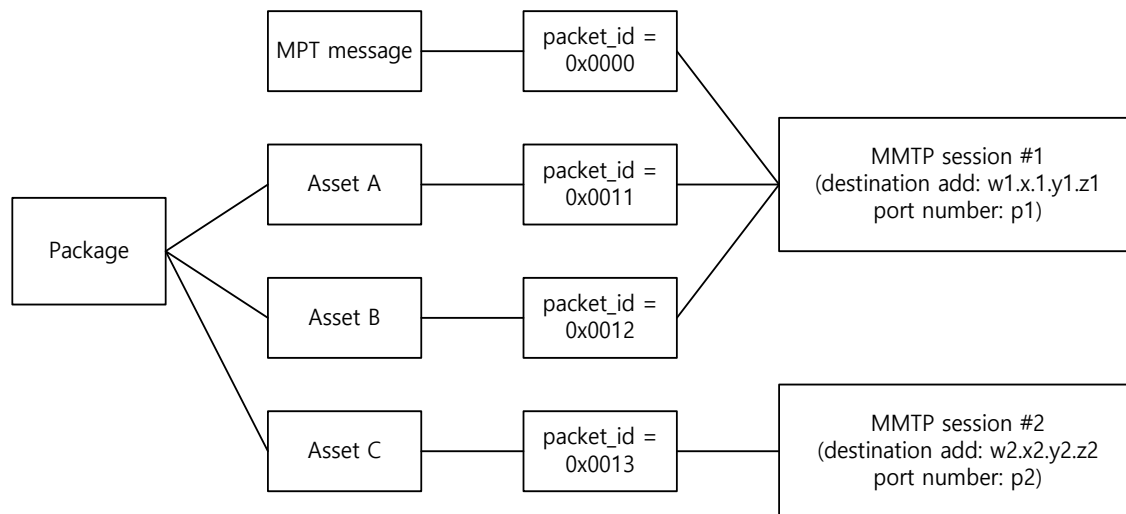 MPT message
packet_id =
0x0000
Package
Asset A
packet_id =
0x0011
Asset B
packet_id =
0x0012
Asset C
packet_id =
0x0013
MMTP session #1
(destination add: w1.x.1.y1.z1
port number: p1)
MMTP session #2
(destination add: w2.x2.y2.z2
port number: p2)